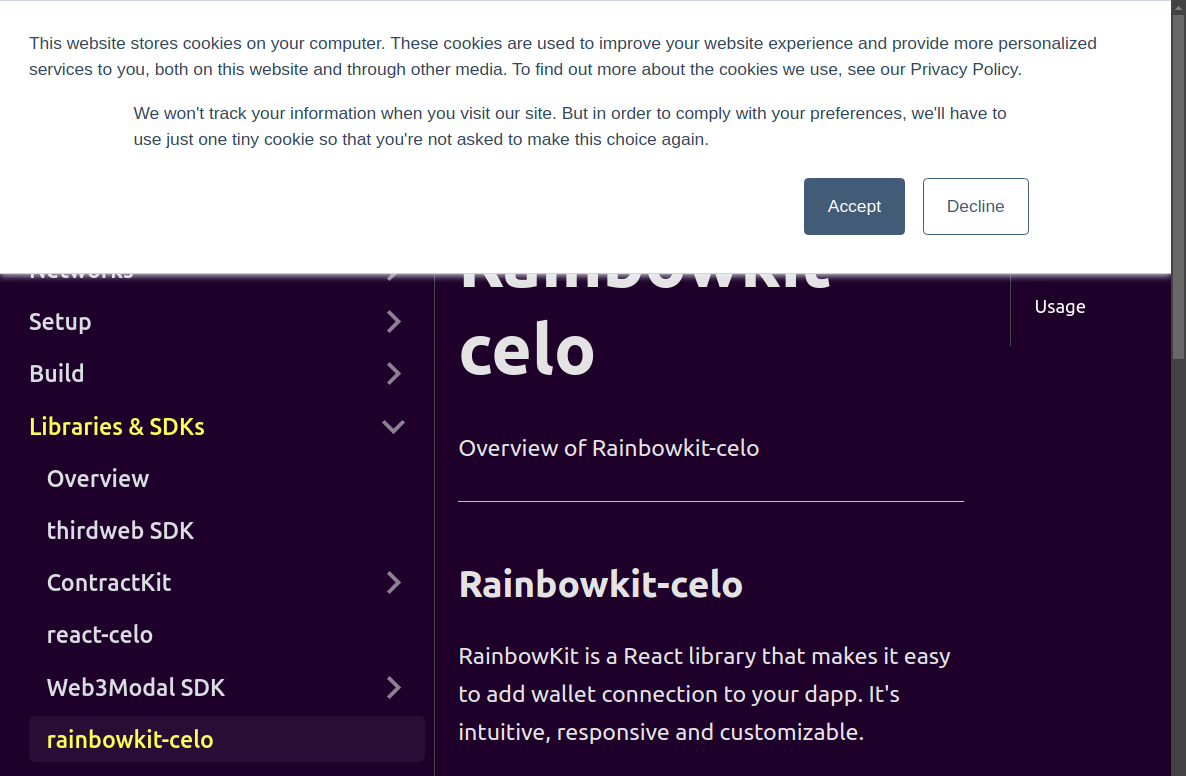 This website stores cookies on your computer. These cookies are used to improve your website experience and provide more personalized
services to you, both on this website and through other media. To find out more about the cookies we use, see our Privacy Policy.
We won't track your information when you visit our site. But in order to comply with your preferences, we'll have to
use just one tiny cookie so that you're not asked to make this choice again.
Accept
Decline
Networks
Setup
Build
Libraries & SDKs
Overview
thirdweb SDK
ContractKit
react-celo
Web3Modal SDK
rainbowkit-celo
Rainbowkit
celo
Overview of Rainbowkit-celo
Rainbowkit-celo
RainbowKit is a React library that makes it easy
to add wallet connection to your dapp. It's
intuitive, responsive and customizable.
Usage